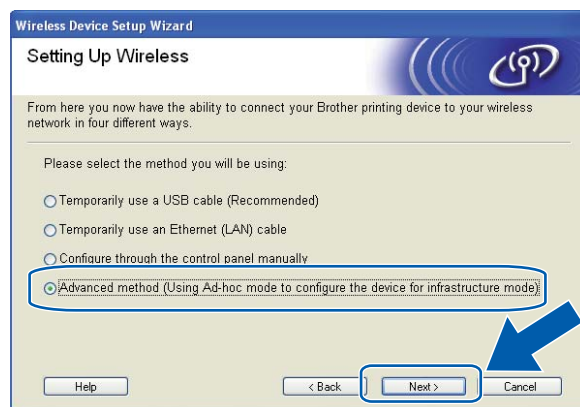 Wireless Device Setup Wizard
Setting Up Wireless
From here you now have the ability to connect your Brother printing device to your wireless
network in four different ways.
Please select the method you will be using:
Temporarily use a USB cable (Recommended)
Temporarily use an Ethernet (LAN) cable
Configure through the control panel manually
Advanced method (Using Ad-hoc mode to configure the device for infrastructure mode)
Help
< Back
Next >
Cancel